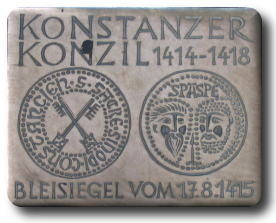 KONSTANZER
KONZIL 1414-1418
SPASPE
BLEISIEGEL VOM 17.8.1415